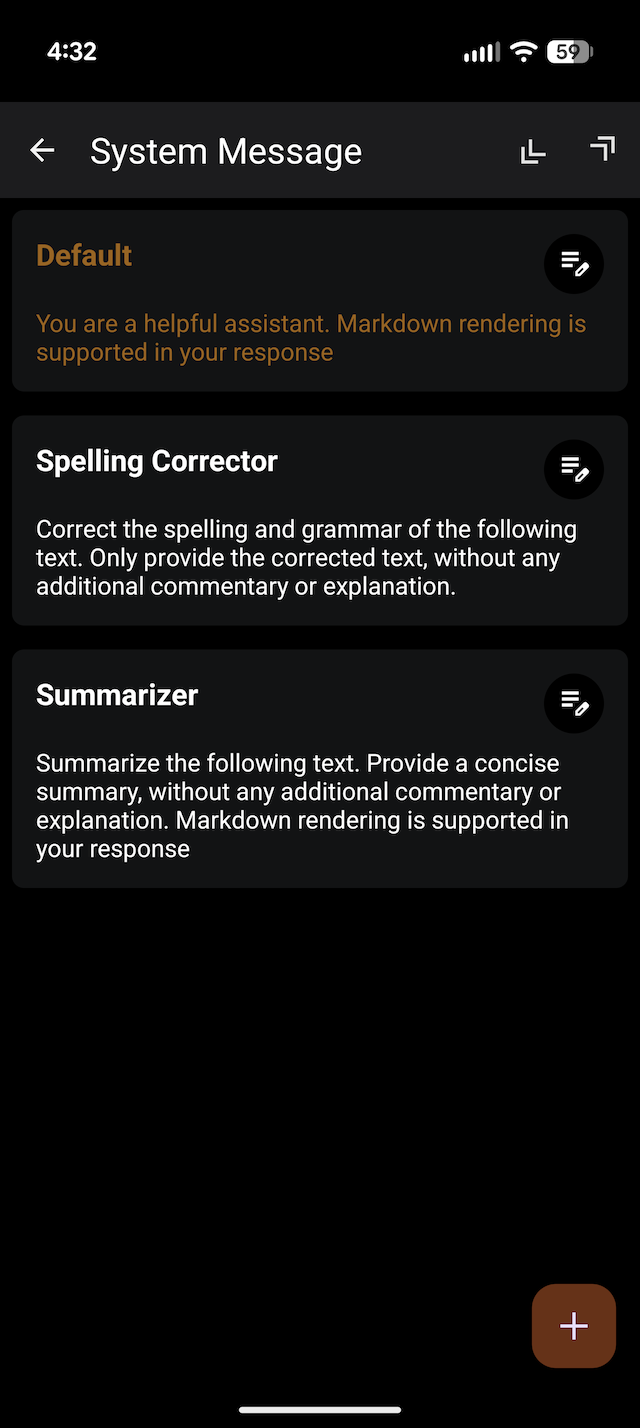 4:32
59
System Message
Default
You are a helpful assistant. Markdown rendering is
supported in your response
Spelling Corrector
Correct the spelling and grammar of the following
text. Only provide the corrected text, without any
additional commentary or explanation.
Summarizer
Summarize the following text. Provide a concise
summary, without any additional commentary or
explanation. Markdown rendering is supported in
your response